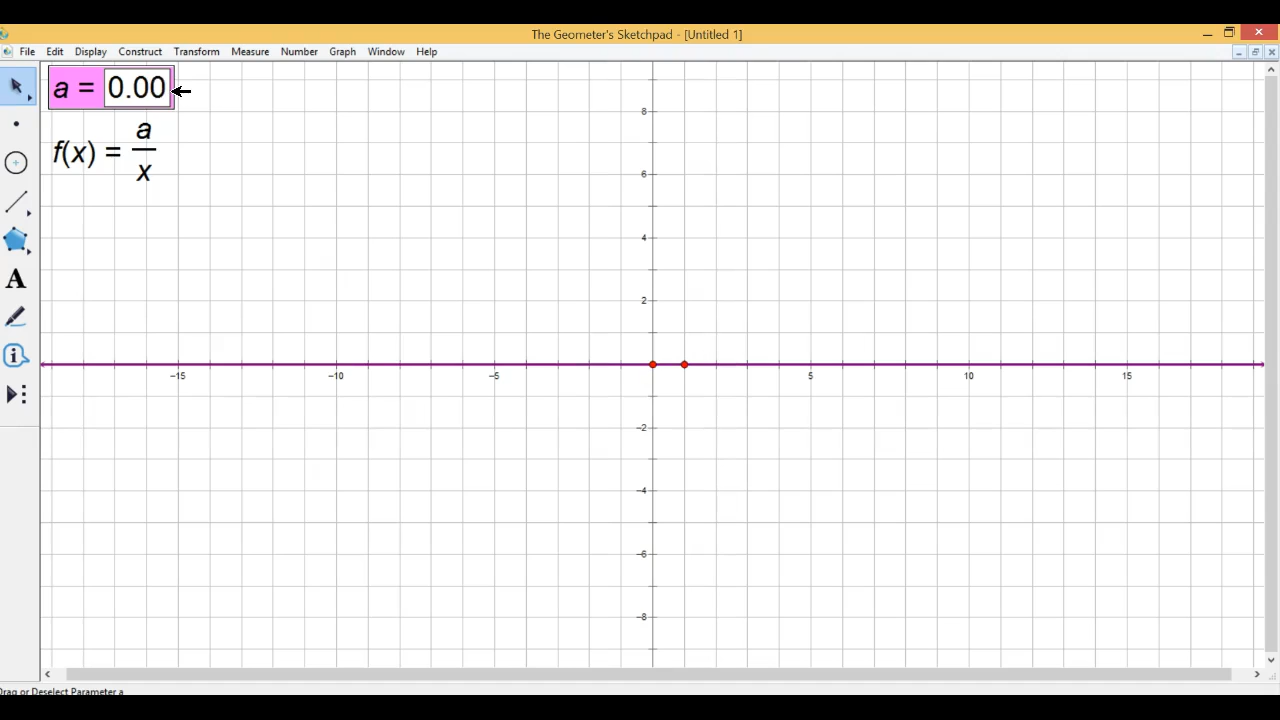 The Geometer's Sketchpad - [Untitled 1]
File Edit Display Construct Transform Measure Number Graph Window Help
a = 0.00
f(x) = a/x
8
6
4
2
−15 −10 −5 5 10 15
−2
−4
−6
−8
A
Drag or Deselect Parameter a